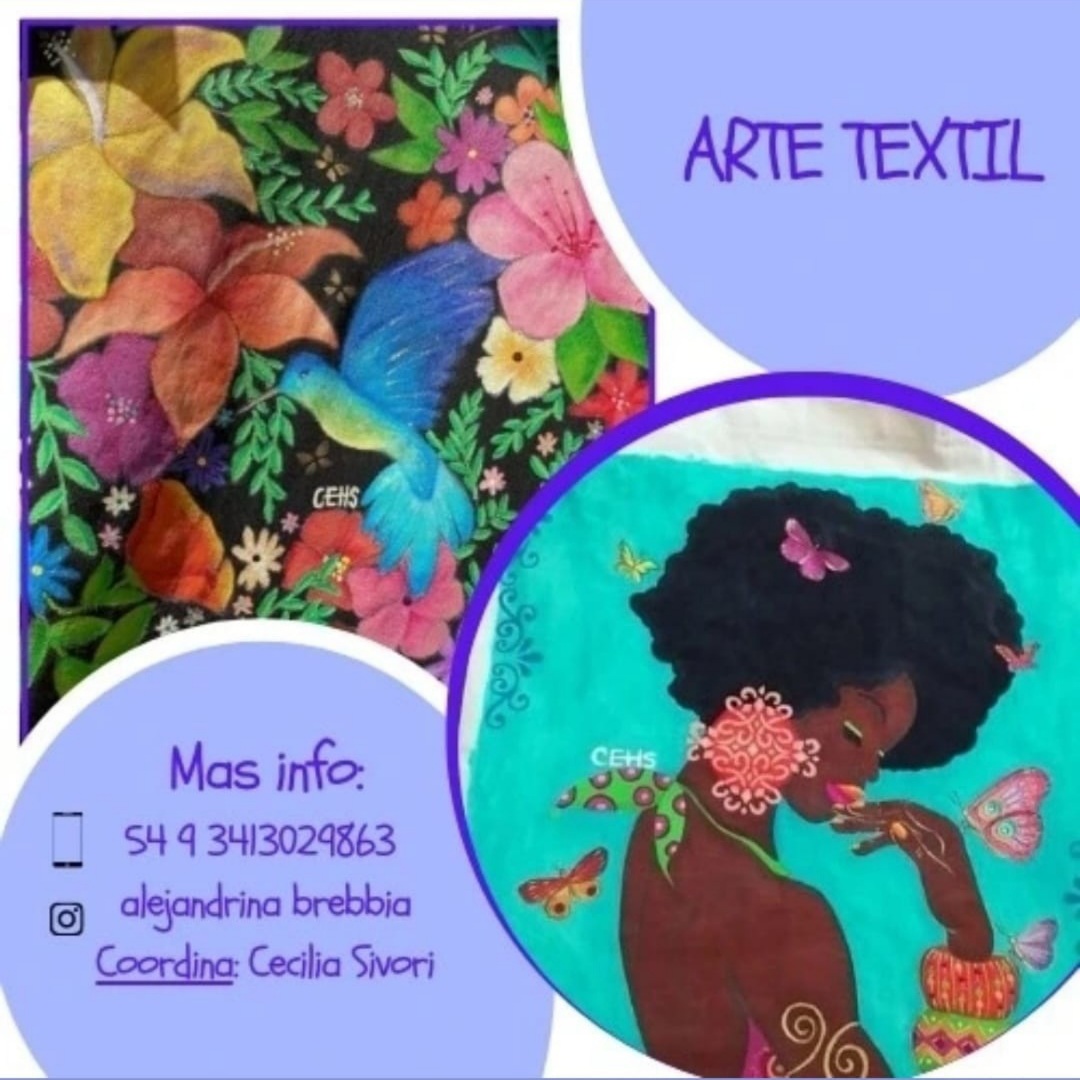 ARTE TEXTIL
CEHS
CEHS
Mas info:
54 9 3413029863
alejandrina brebbia
Coordina: Cecilia Sivori